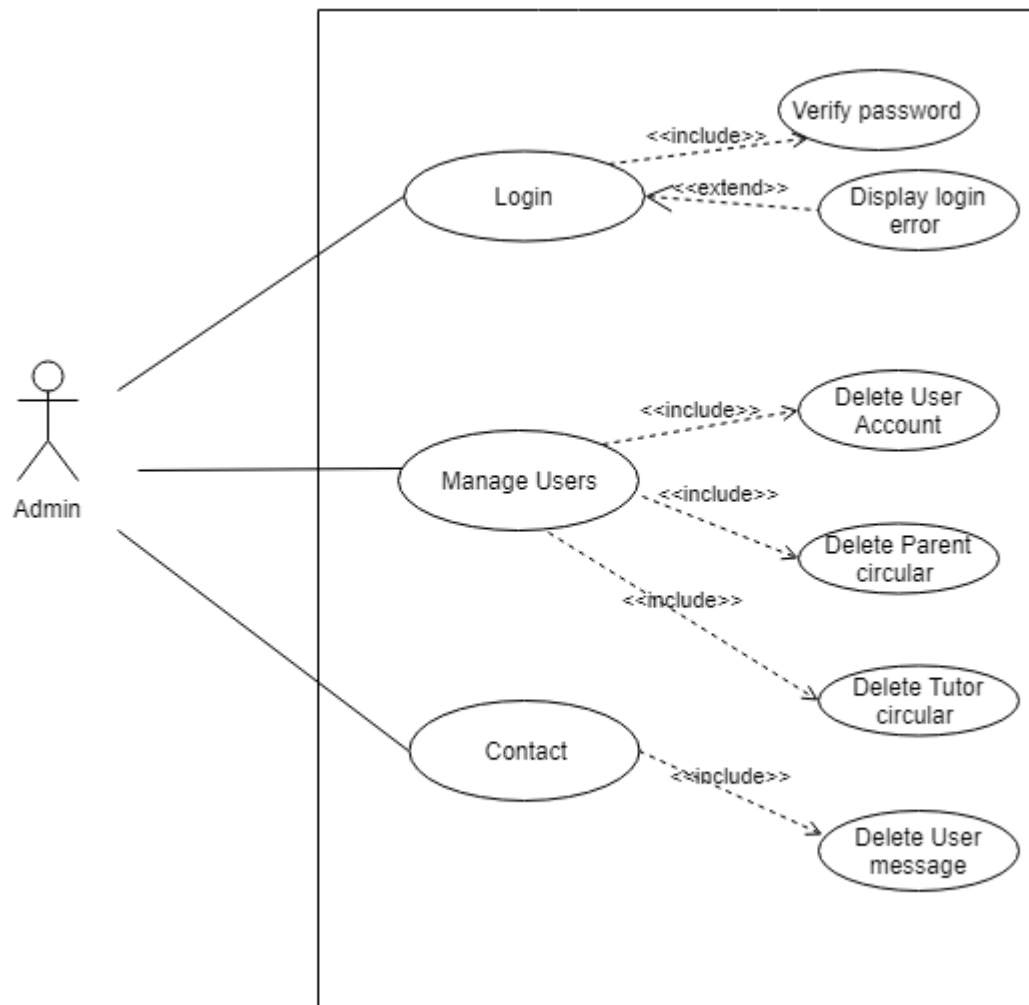 Verify password
<<include>>
Login
<<extend>>
Display login
error
Delete User
Account
<<include>>
Manage Users
<<include>>
Admin
Delete Parent
circular
<<include>>
Delete Tutor
circular
Contact
<<include>>
Delete User
message